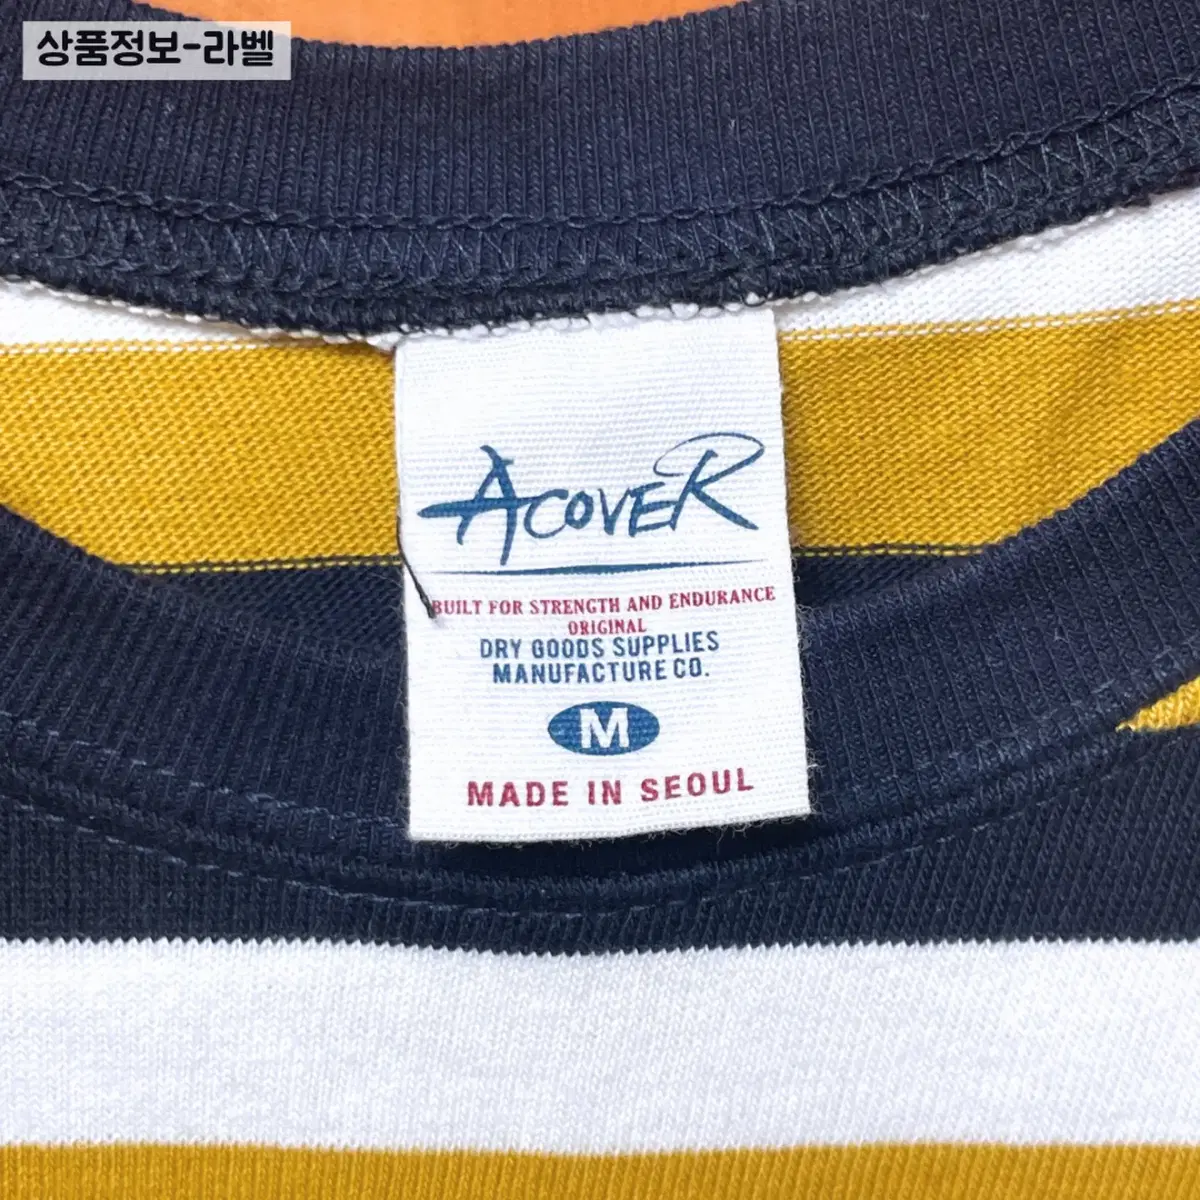 상품정보-라벨
ACOVER
BUILT FOR STRENGTH AND ENDURANCE
ORIGINAL
DRY GOODS SUPPLIES
MANUFACTURE CO.
M
MADE IN SEOUL